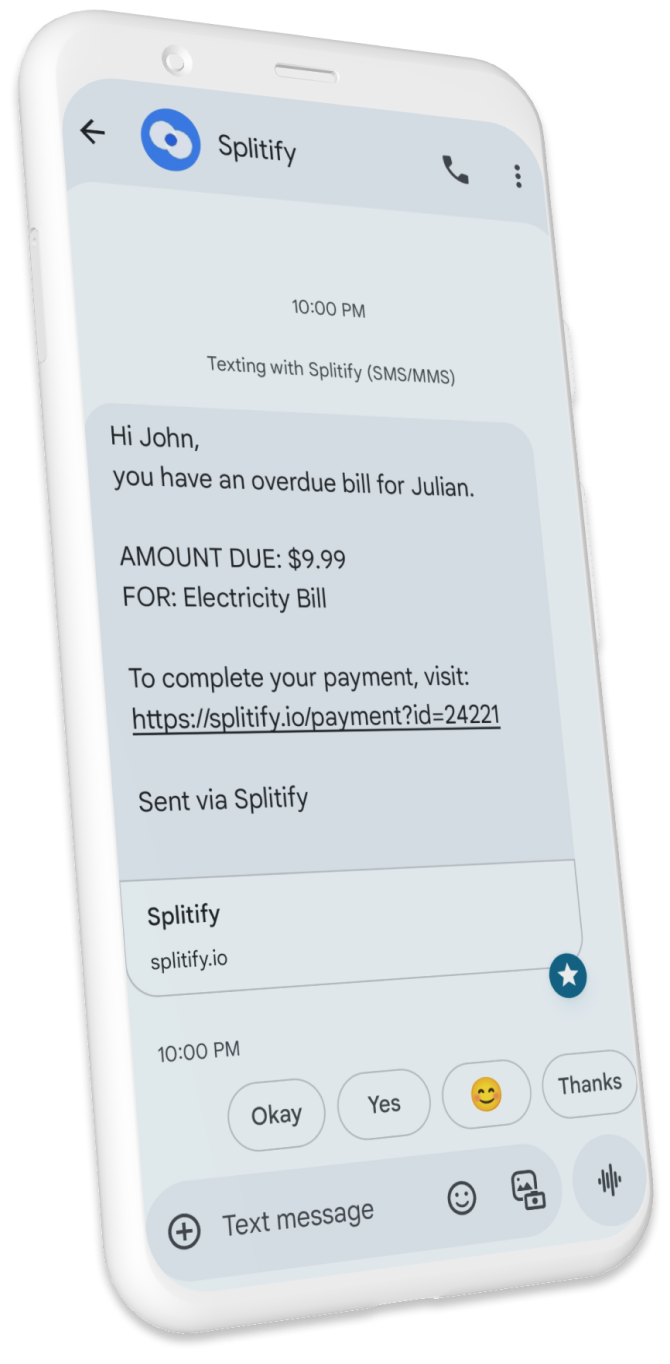 Splitify
10:00 PM
Texting with Splitify (SMS/MMS)
Hi John,
you have an overdue bill for Julian.
AMOUNT DUE: $9.99
FOR: Electricity Bill
To complete your payment, visit:
https://splitify.io/payment?id=24221
Sent via Splitify
Splitify
splitify.io
10:00 PM
Okay
Yes
😊
Thanks
Text message